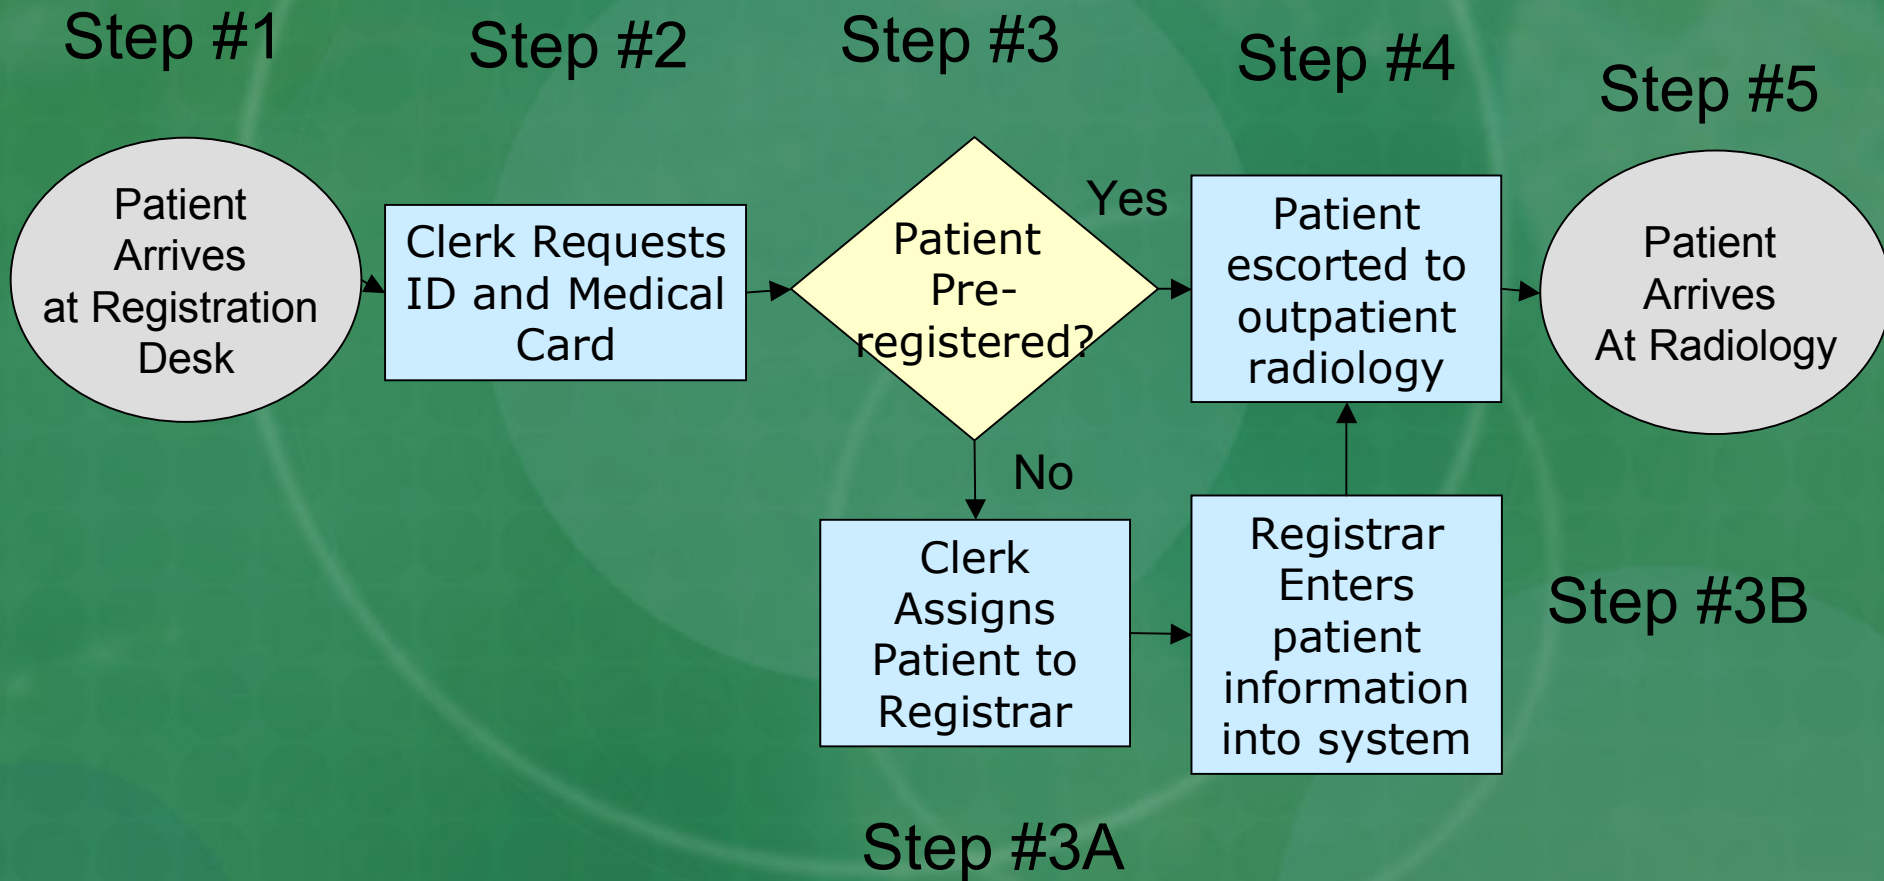 Step #1
Step #2
Step #3
Step #4
Step #5
Patient
Arrives
at Registration
Desk
Clerk Requests
ID and Medical
Card
Patient
Pre-
registered?
Yes
Patient
escorted to
outpatient
radiology
Patient
Arrives
At Radiology
No
Clerk
Assigns
Patient to
Registrar
Registrar
Enters
patient
information
into system
Step #3B
Step #3A